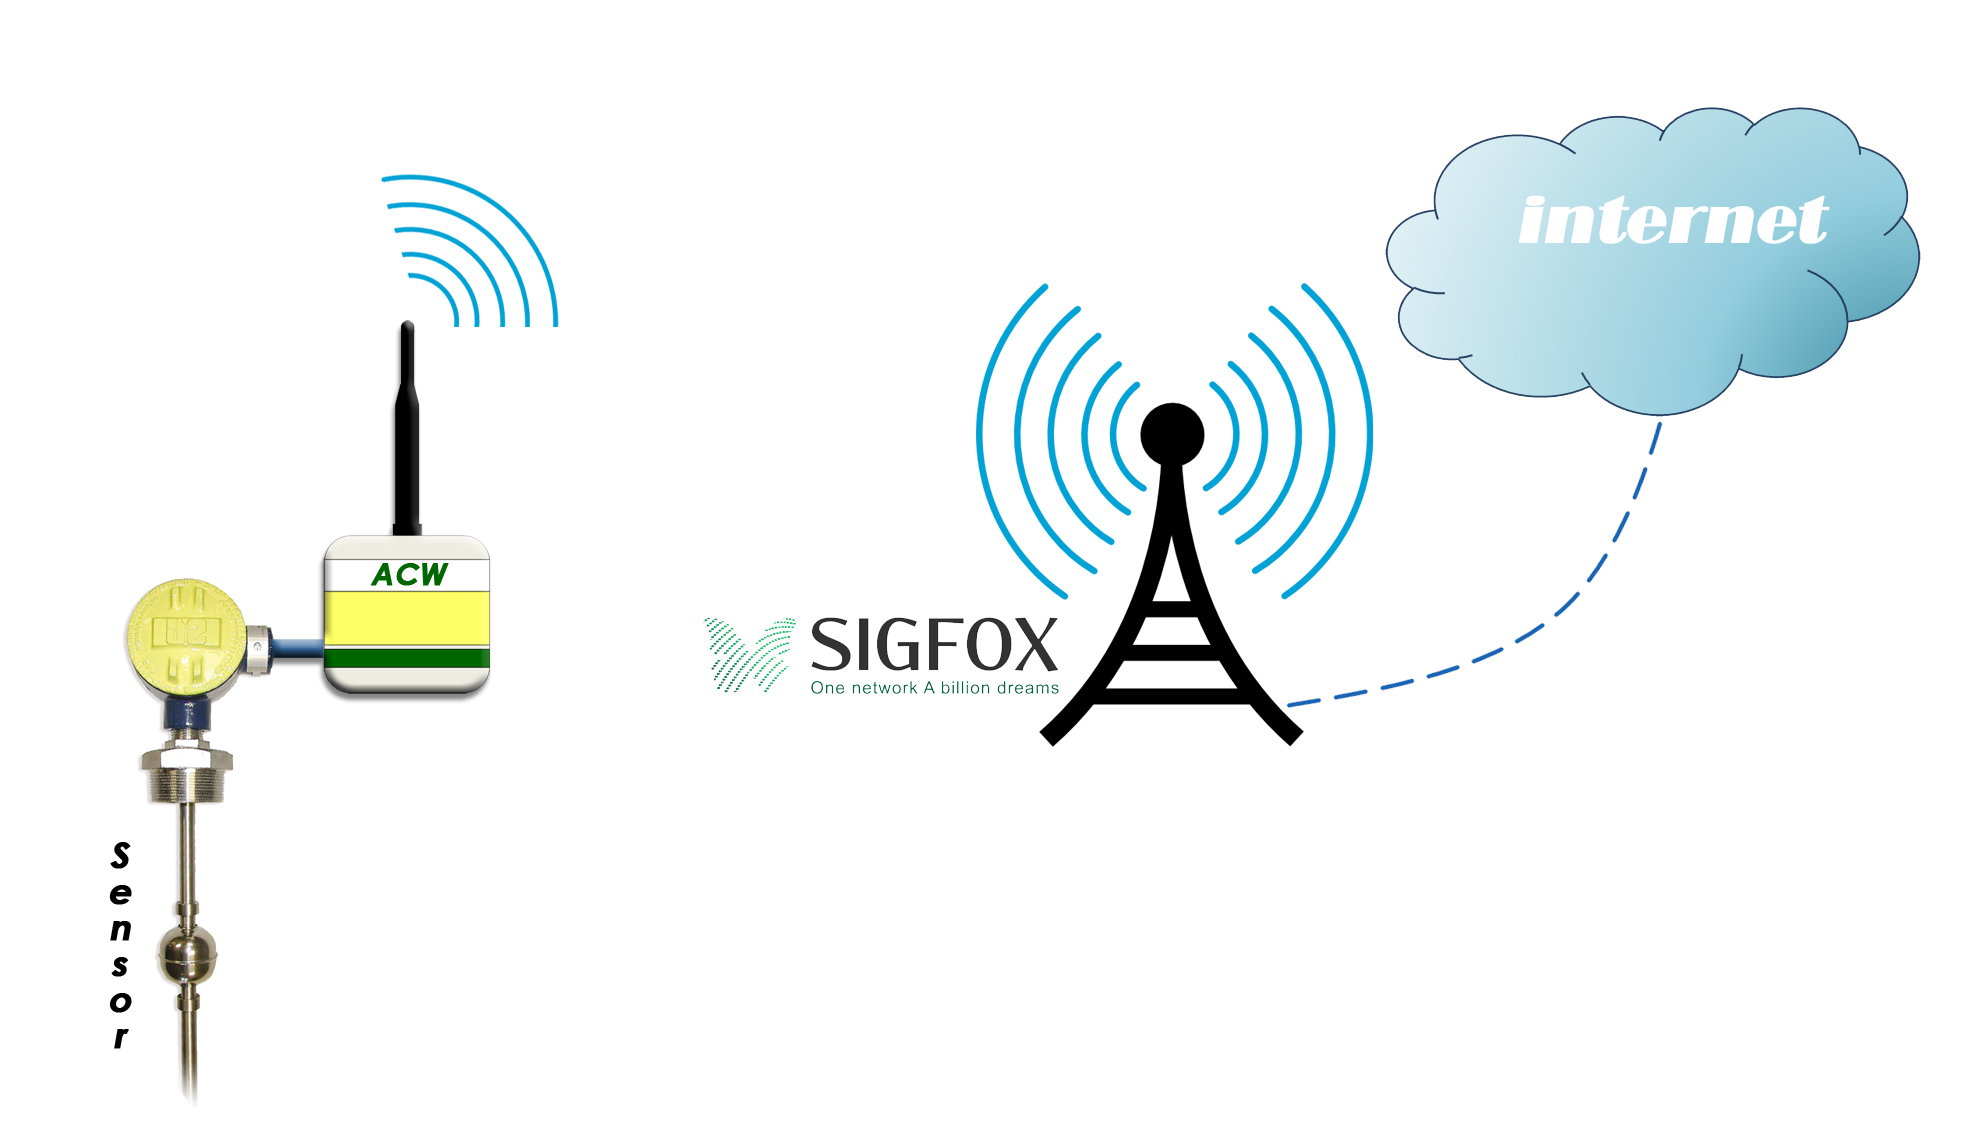 internet
ACW
SIGFOX
One network A billion dreams
Sensor